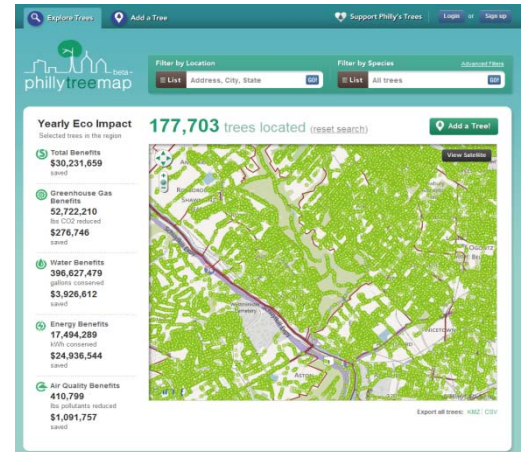 Explore Trees
Add a Tree
Support Philly's Trees
Login or Sign up
phillytreemap
beta
Filter by Location
List
Address, City, State
GO!
Filter by Species
Advanced Filters
List
All trees
GO!
Yearly Eco Impact
Selected trees in the region
Total Benefits
$30,231,659
saved
Greenhouse Gas
Benefits
52,722,210
lbs CO2 reduced
$276,746
saved
Water Benefits
396,627,479
gallons conserved
$3,926,612
saved
Energy Benefits
17,494,289
kWh conserved
$24,936,544
saved
Air Quality Benefits
410,799
lbs pollutants reduced
$1,091,757
saved
177,703 trees located (reset search)
Add a Tree!
View Satellite
NICETOWN
Export all trees: KMZ CSV